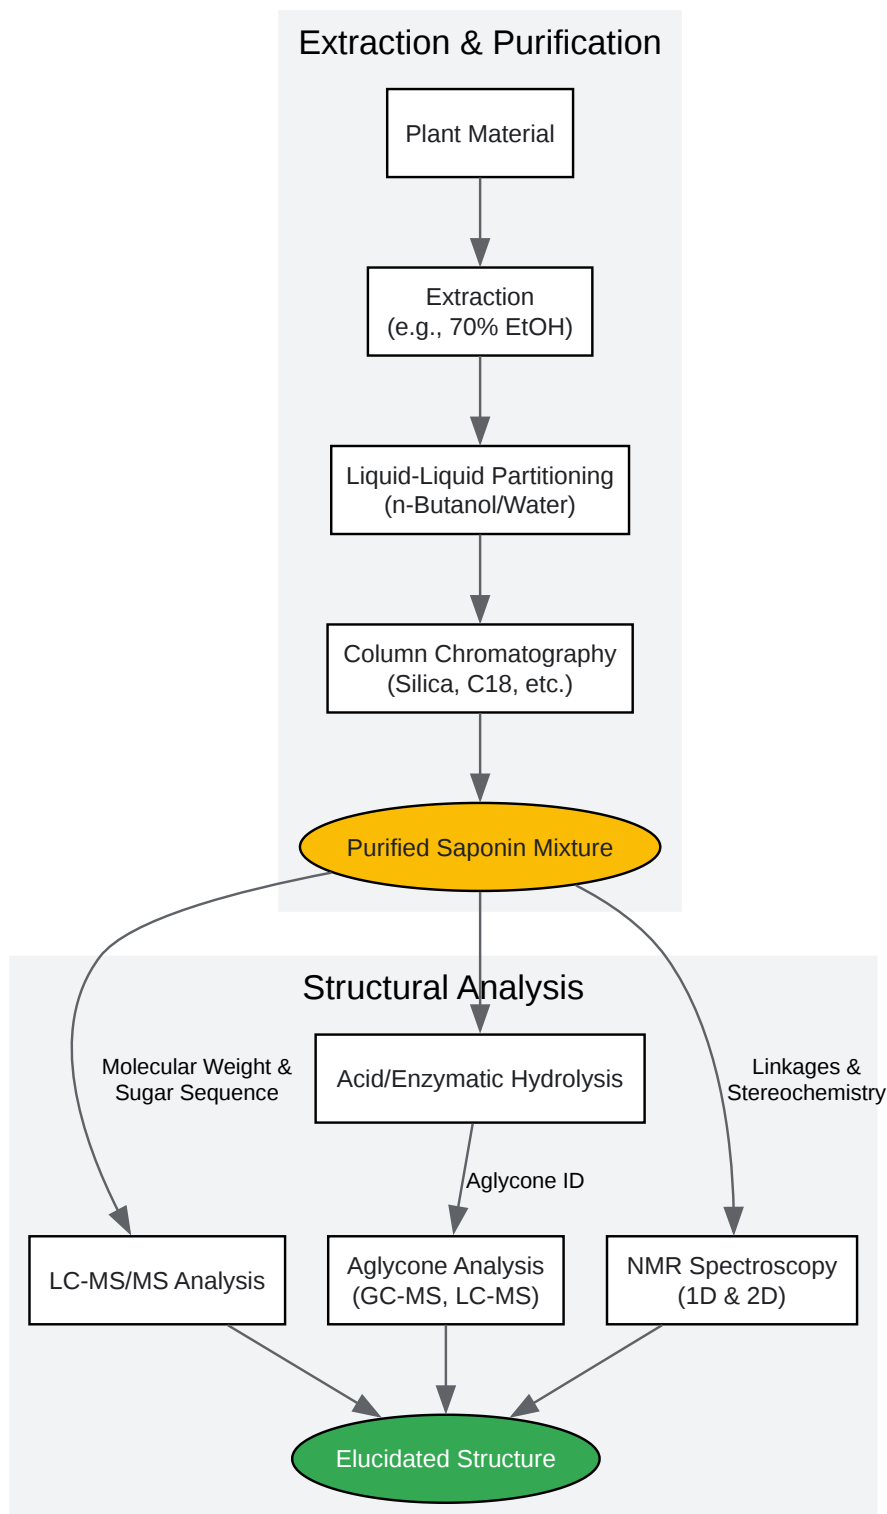 Extraction & Purification
Plant Material
Extraction
(e.g., 70% EtOH)
Liquid-Liquid Partitioning
(n-Butanol/Water)
Column Chromatography
(Silica, C18, etc.)
Purified Saponin Mixture
Structural Analysis
Molecular Weight &
Sugar Sequence
Acid/Enzymatic Hydrolysis
Linkages &
Stereochemistry
Aglycone ID
LC-MS/MS Analysis
Aglycone Analysis
(GC-MS, LC-MS)
NMR Spectroscopy
(1D & 2D)
Elucidated Structure